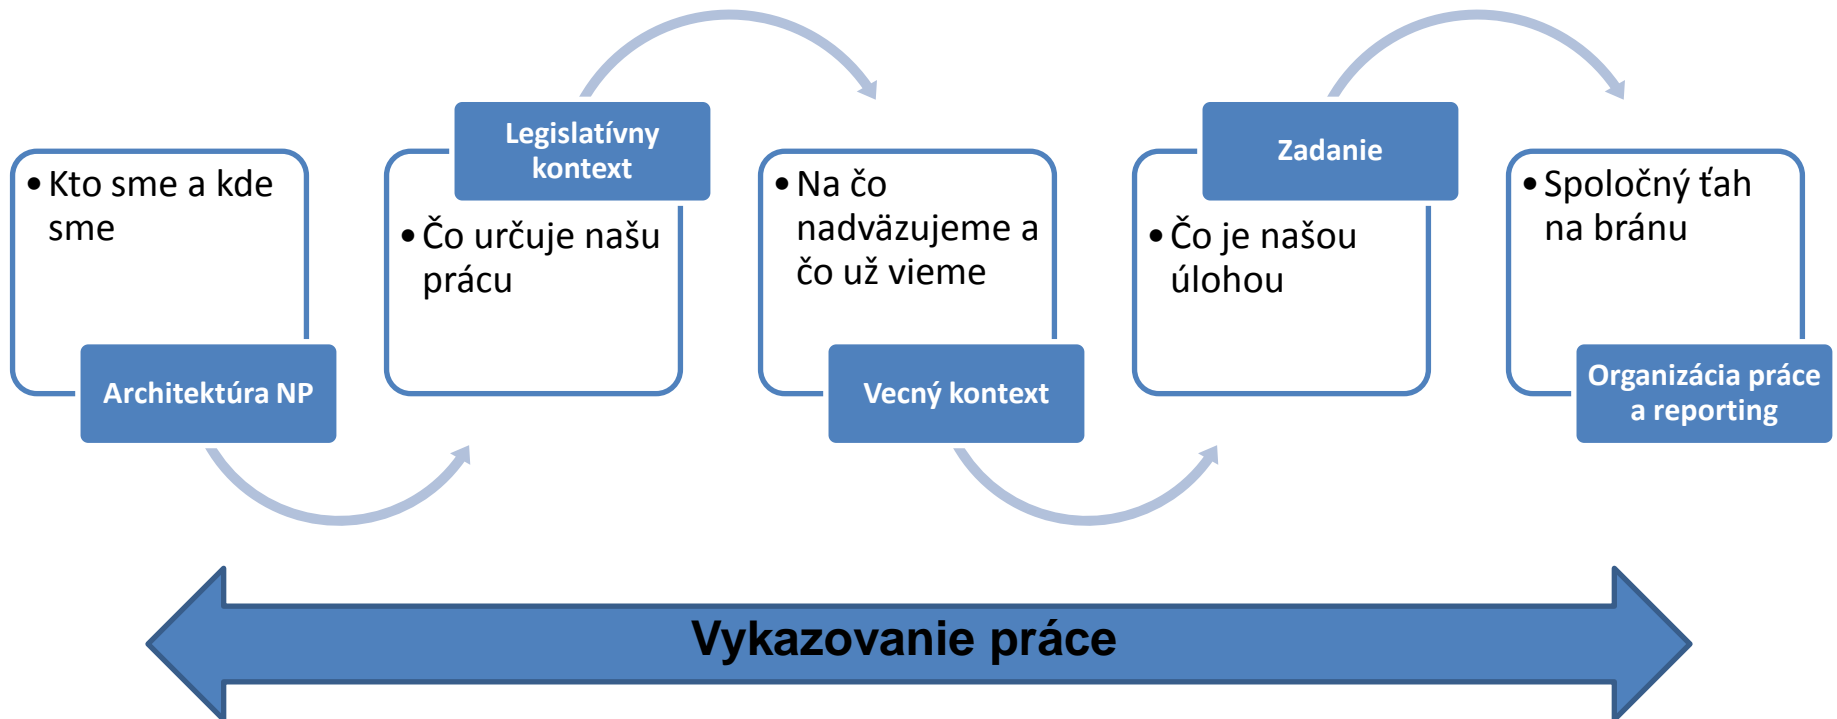 • Kto sme a kde
sme
Architektúra NP
Legislatívny
kontext
• Čo určuje našu
prácu
• Na čo
nadväzujeme a
čo už vieme
Vecný kontext
Zadanie
• Čo je našou
úlohou
• Spoločný ťah
na bránu
Organizácia práce
a reporting
Vykazovanie práce